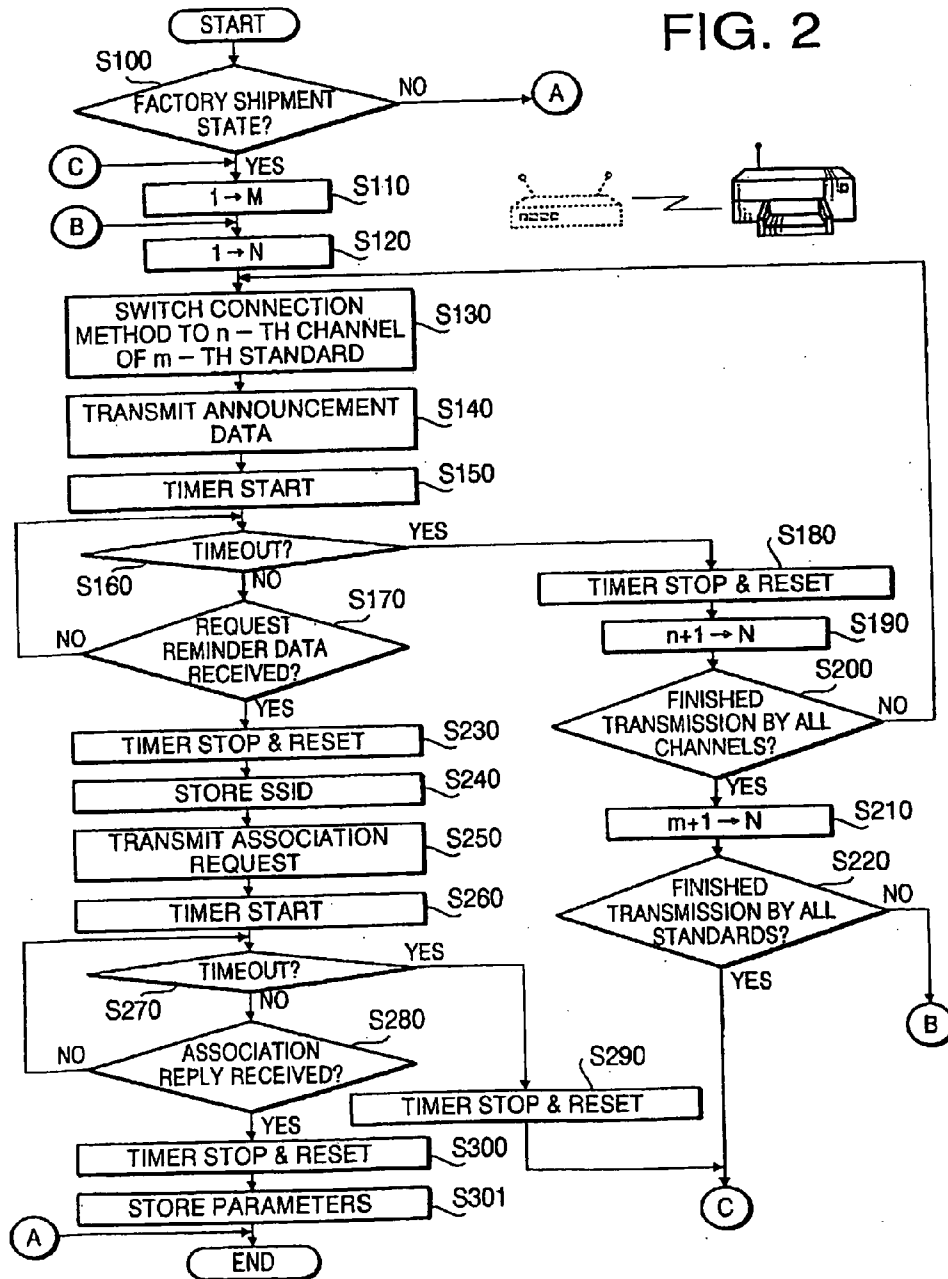 FIG. 2
START
S100
FACTORY SHIPMENT
STATE?
NO
A
YES
C
1→M
S110
B
1→N
S120
SWITCH CONNECTION
METHOD TO n – TH CHANNEL
OF m – TH STANDARD
S130
TRANSMIT ANNOUNCEMENT
DATA
S140
TIMER START
S150
TIMEOUT?
YES
S160
NO
S170
REQUEST
REMINDER DATA
RECEIVED?
NO
YES
S180
TIMER STOP & RESET
n+1→N
S190
S200
FINISHED
TRANSMISSION BY ALL
CHANNELS?
NO
YES
m+1→N
S210
S220
FINISHED
TRANSMISSION BY ALL
STANDARDS?
NO
YES
B
TIMER STOP & RESET
S230
STORE SSID
S240
TRANSMIT ASSOCIATION
REQUEST
S250
TIMER START
S260
TIMEOUT?
YES
S270
NO
S280
ASSOCIATION
REPLY RECEIVED?
NO
YES
S290
TIMER STOP & RESET
C
TIMER STOP & RESET
S300
STORE PARAMETERS
S301
A
END